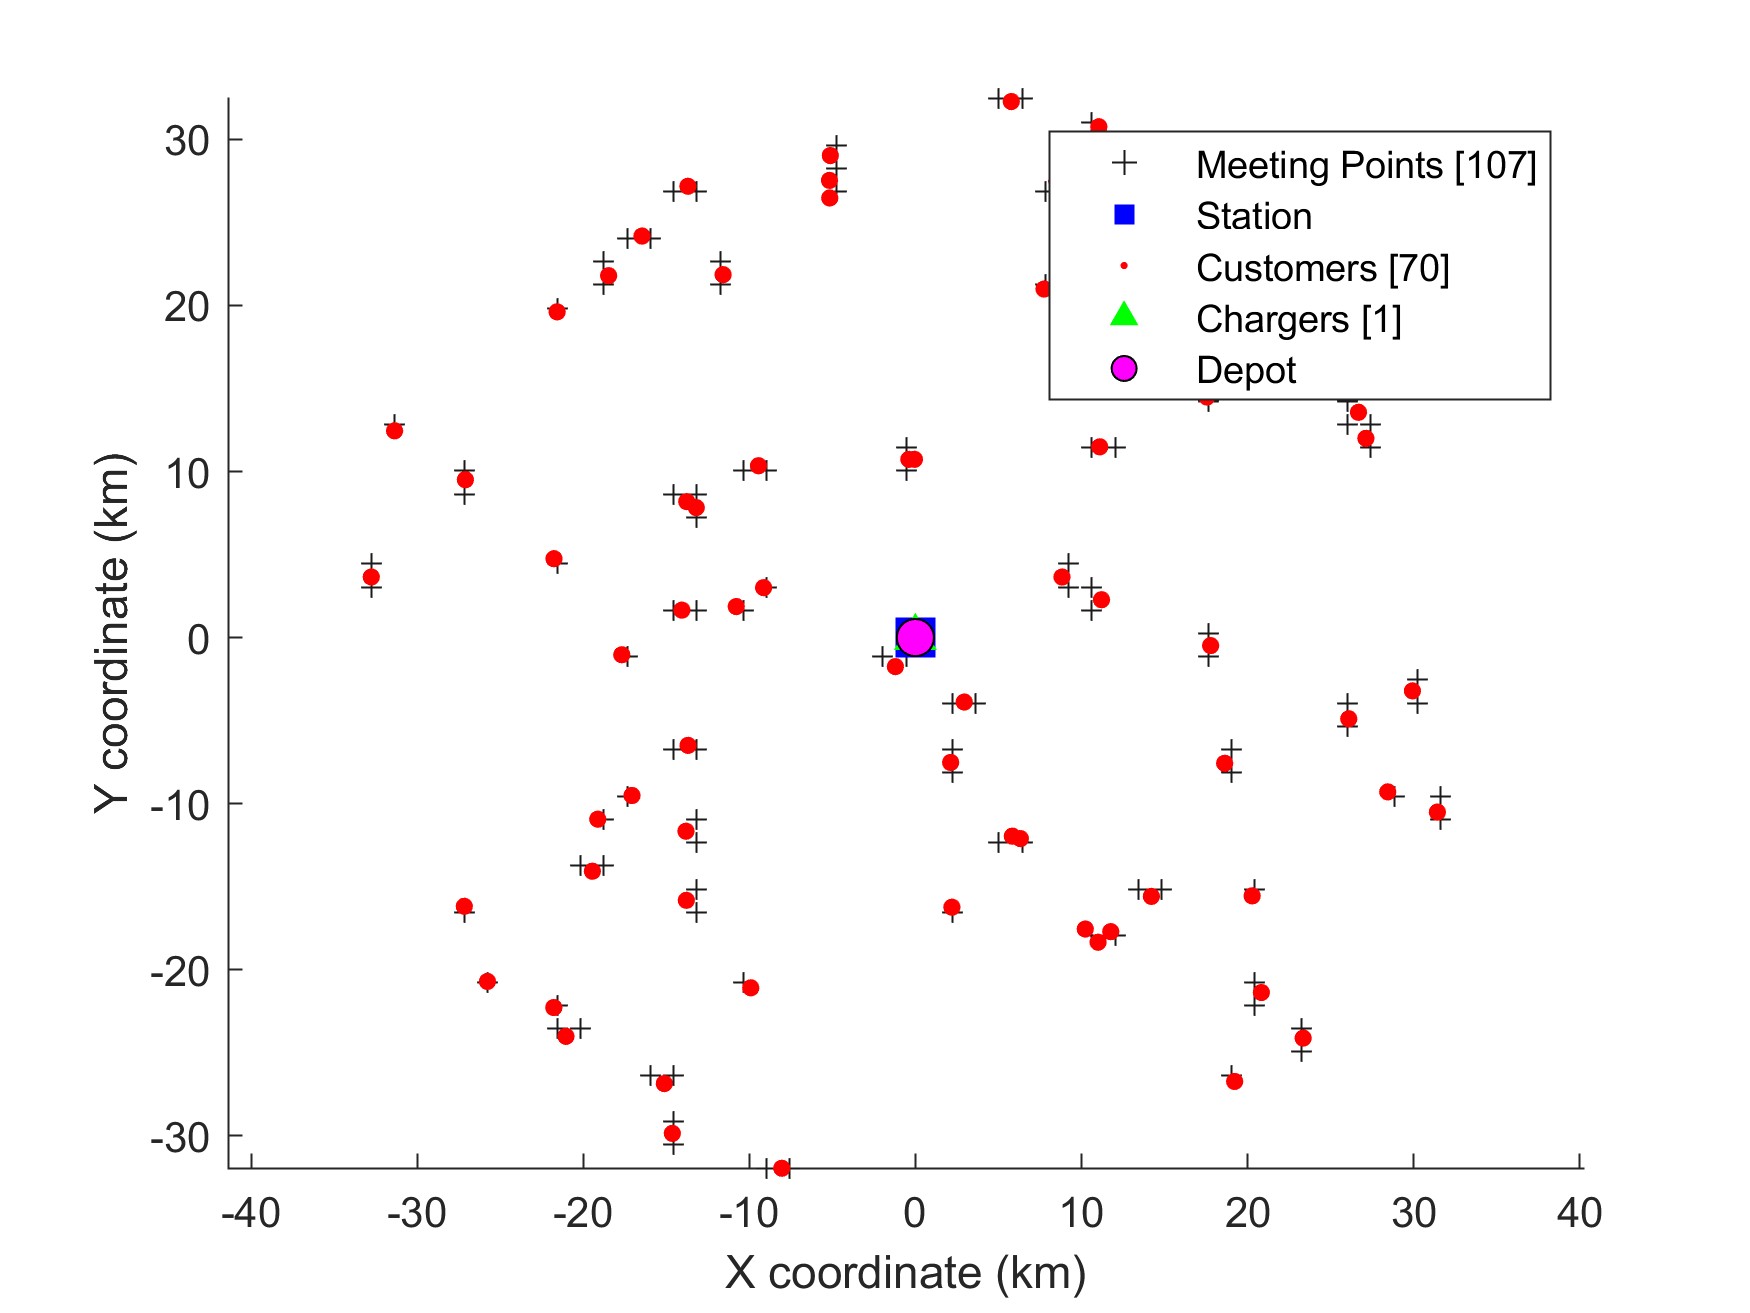 30
20
10
0
-10
-20
-30
Y coordinate (km)
Meeting Points [107]
Station
Customers [70]
Chargers [1]
Depot
-40 -30 -20 -10 0 10 20 30 40
X coordinate (km)